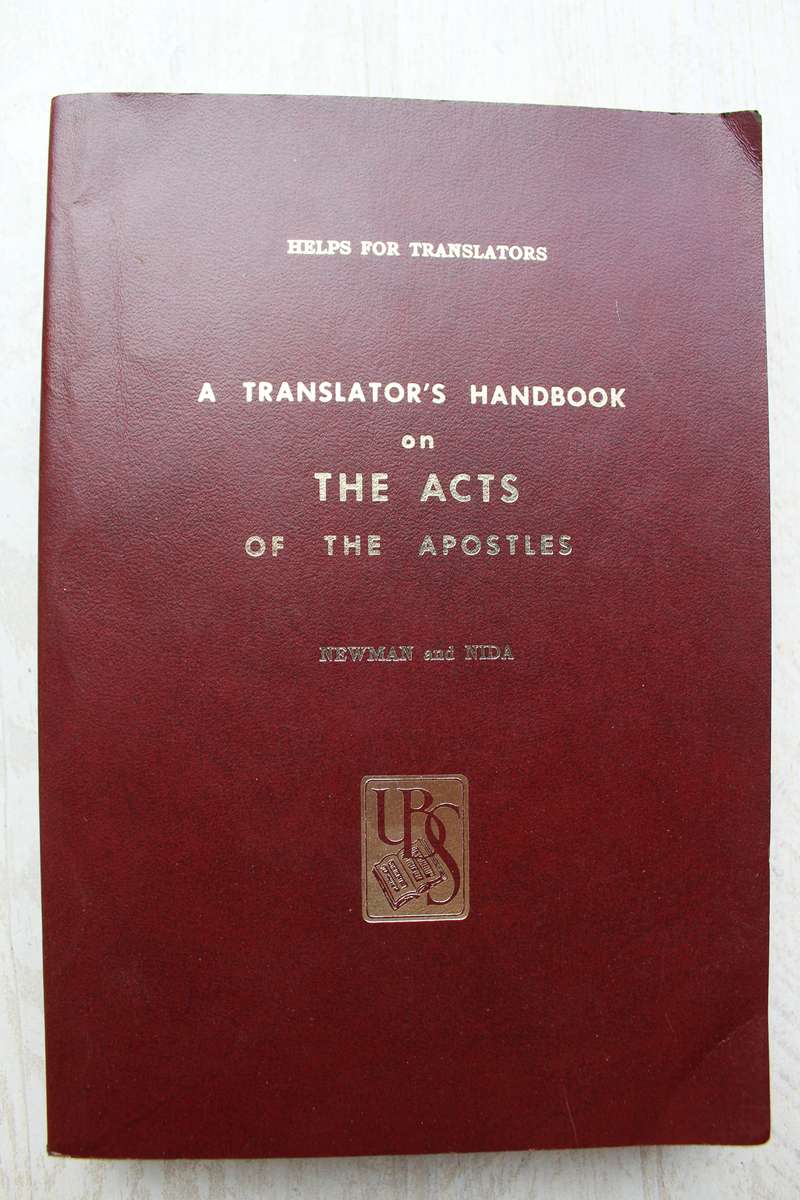 HELPS FOR TRANSLATORS
A TRANSLATOR'S HANDBOOK
on
THE ACTS
OF THE APOSTLES
NEWMAN and NIDA
UBS